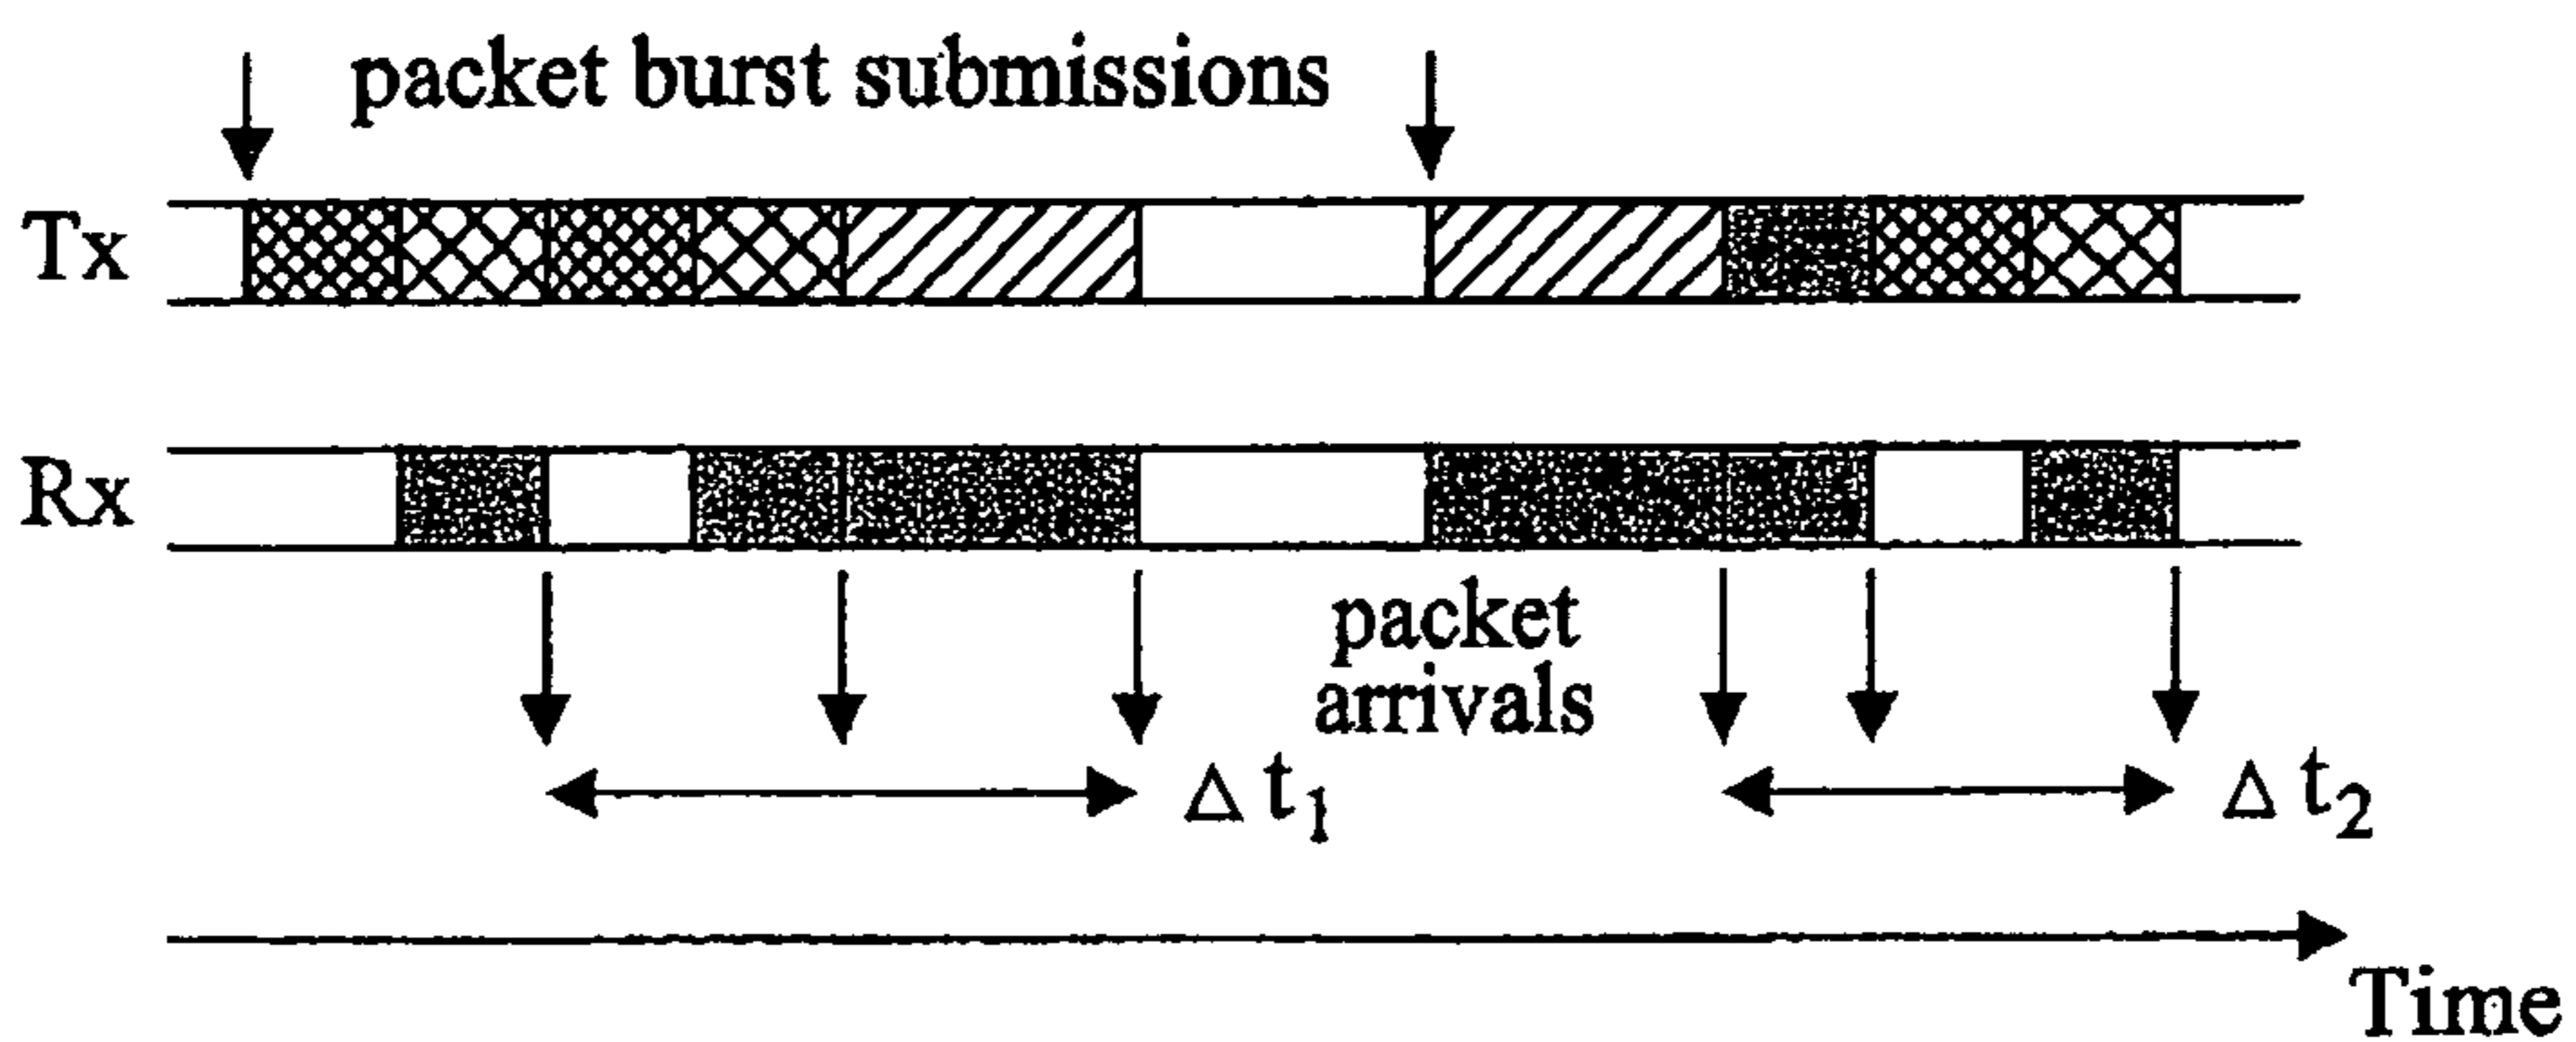 packet burst submissions
Tx
Rx
packet
arrivals
Δ t₁
Δ t₂
Time